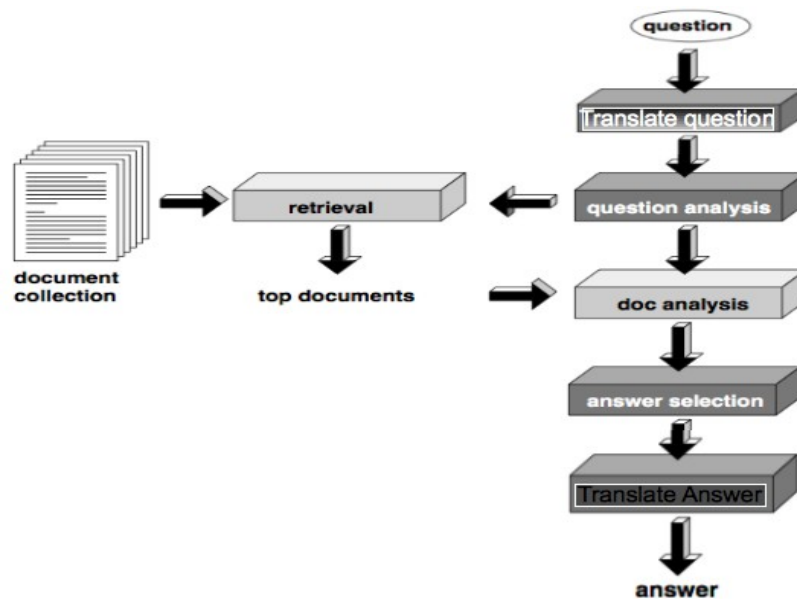 question
Translate question
retrieval
question analysis
document
collection
top documents
doc analysis
answer selection
Translate Answer
answer